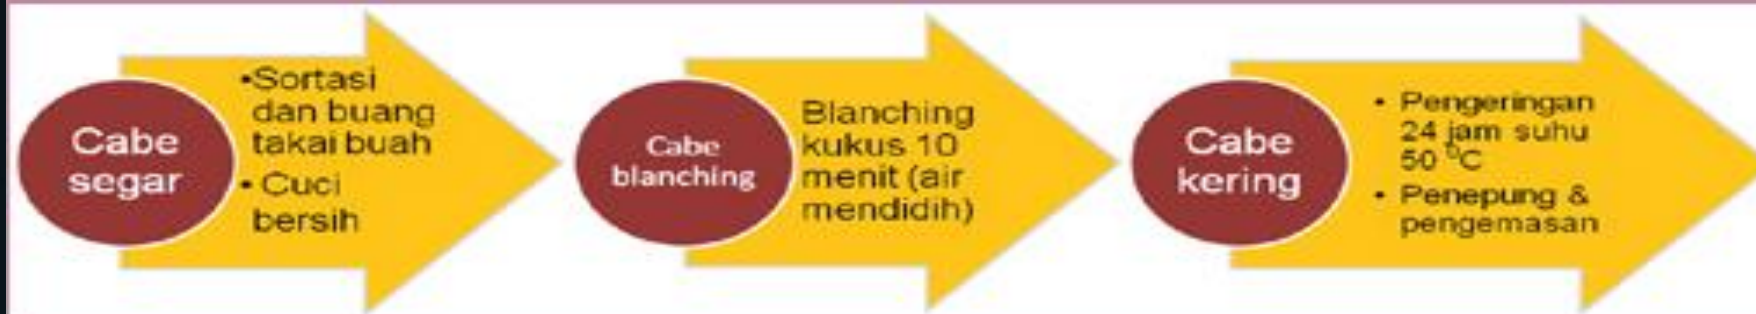 Cabe
segar
•Sortasi
dan buang
takai buah
• Cuci
bersih
Cabe
blanching
Blanching
kukus 10
menit (air
mendidih)
Cabe
kering
• Pengeringan
24 jam suhu
50 ⁰C
• Penepung &
pengemasan